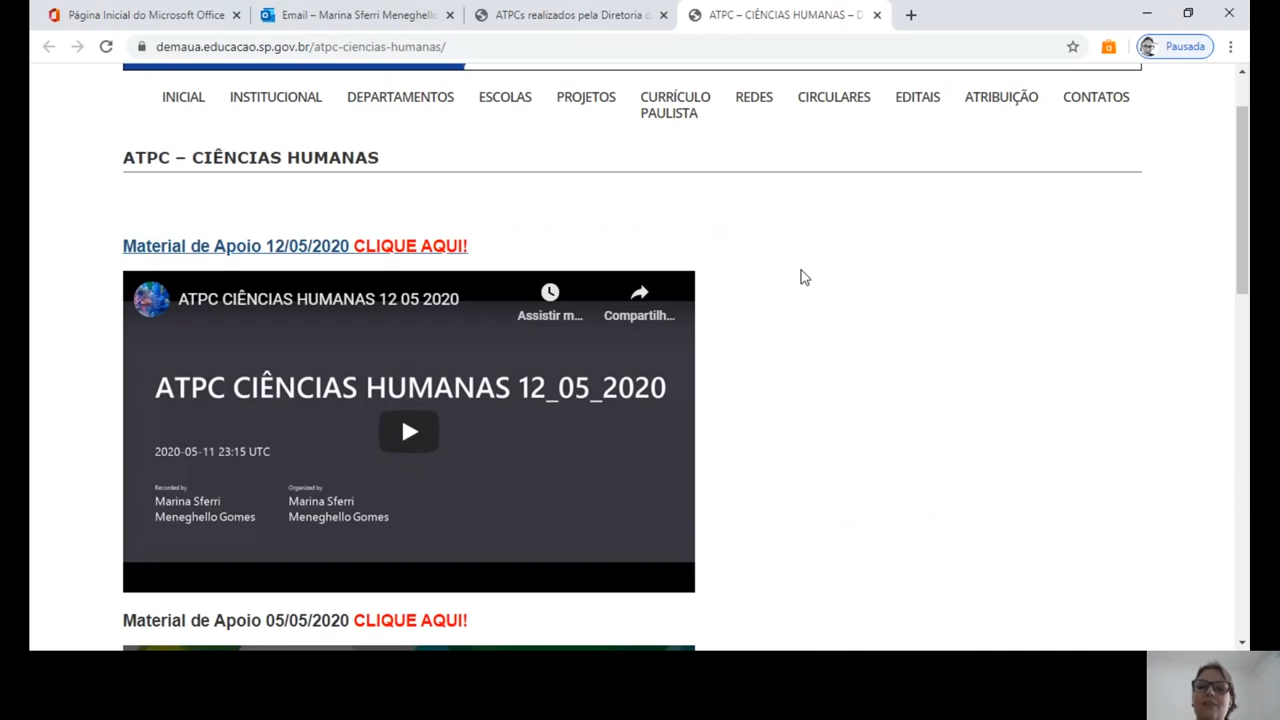 Página Inicial do Microsoft Office
Email – Marina Sferri Meneghello
ATPCs realizados pela Diretoria d
ATPC – CIÊNCIAS HUMANAS – D
demaua.educacao.sp.gov.br/atpc-ciencias-humanas/
Pausada
INICIAL INSTITUCIONAL DEPARTAMENTOS ESCOLAS PROJETOS CURRÍCULO PAULISTA REDES CIRCULARES EDITAIS ATRIBUIÇÃO CONTATOS
ATPC – CIÊNCIAS HUMANAS
Material de Apoio 12/05/2020 CLIQUE AQUI!
ATPC CIÊNCIAS HUMANAS 12 05 2020
Assistir m... Compartilh...
ATPC CIÊNCIAS HUMANAS 12_05_2020
2020-05-11 23:15 UTC
Recorded by Organized by
Marina Sferri Marina Sferri
Meneghello Gomes Meneghello Gomes
Material de Apoio 05/05/2020 CLIQUE AQUI!